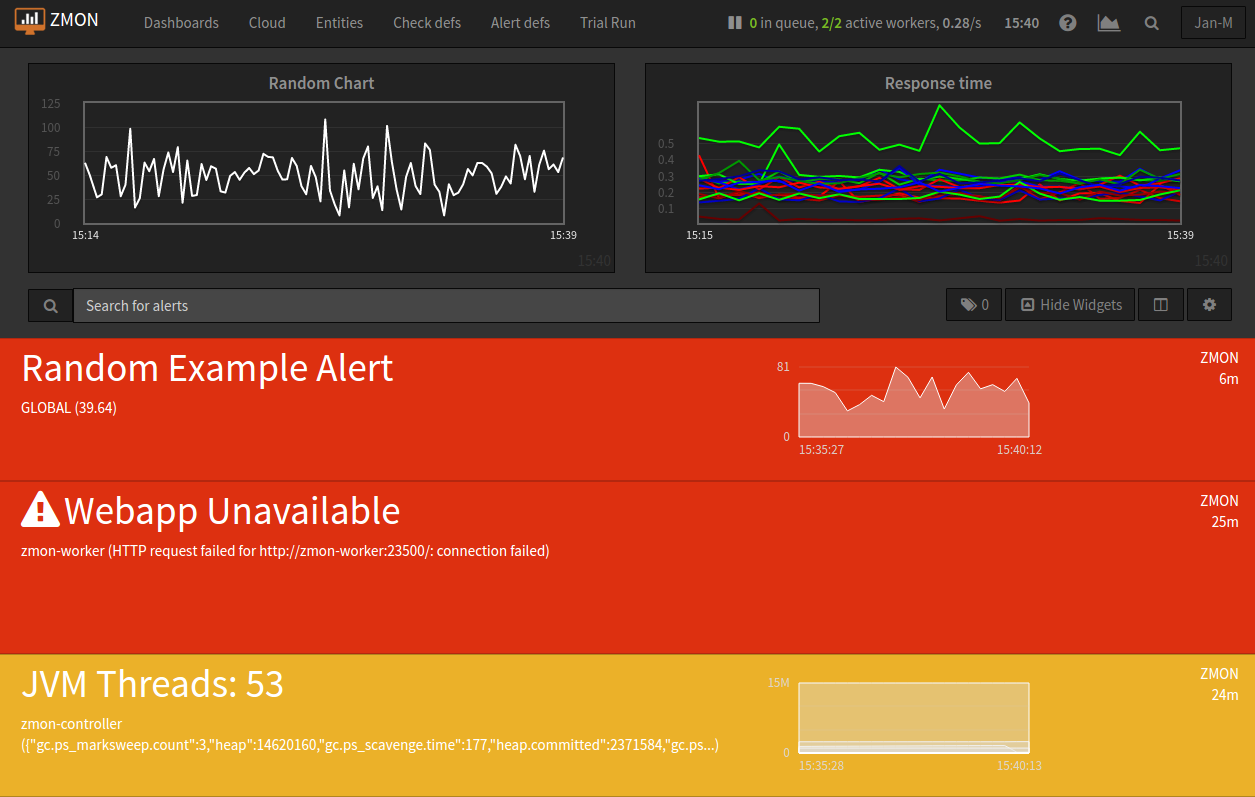 ZMON Dashboards Cloud Entities Check defs Alert defs Trial Run 0 in queue, 2/2 active workers, 0.28/s 15:40 Jan-M
Random Chart
125
100
75
50
25
0
15:14 15:39
15:40
Response time
0.5
0.4
0.3
0.2
0.1
15:15 15:39
15:40
Search for alerts
0 Hide Widgets
Random Example Alert
GLOBAL (39.64)
81
0
15:35:27 15:40:12
ZMON
6m
Webapp Unavailable
zmon-worker (HTTP request failed for http://zmon-worker:23500/: connection failed)
ZMON
25m
JVM Threads: 53
zmon-controller
({"gc.ps_marksweep.count":3,"heap":14620160,"gc.ps_scavenge.time":177,"heap.committed":2371584,"gc.ps...)
15M
0
15:35:28 15:40:13
ZMON
24m